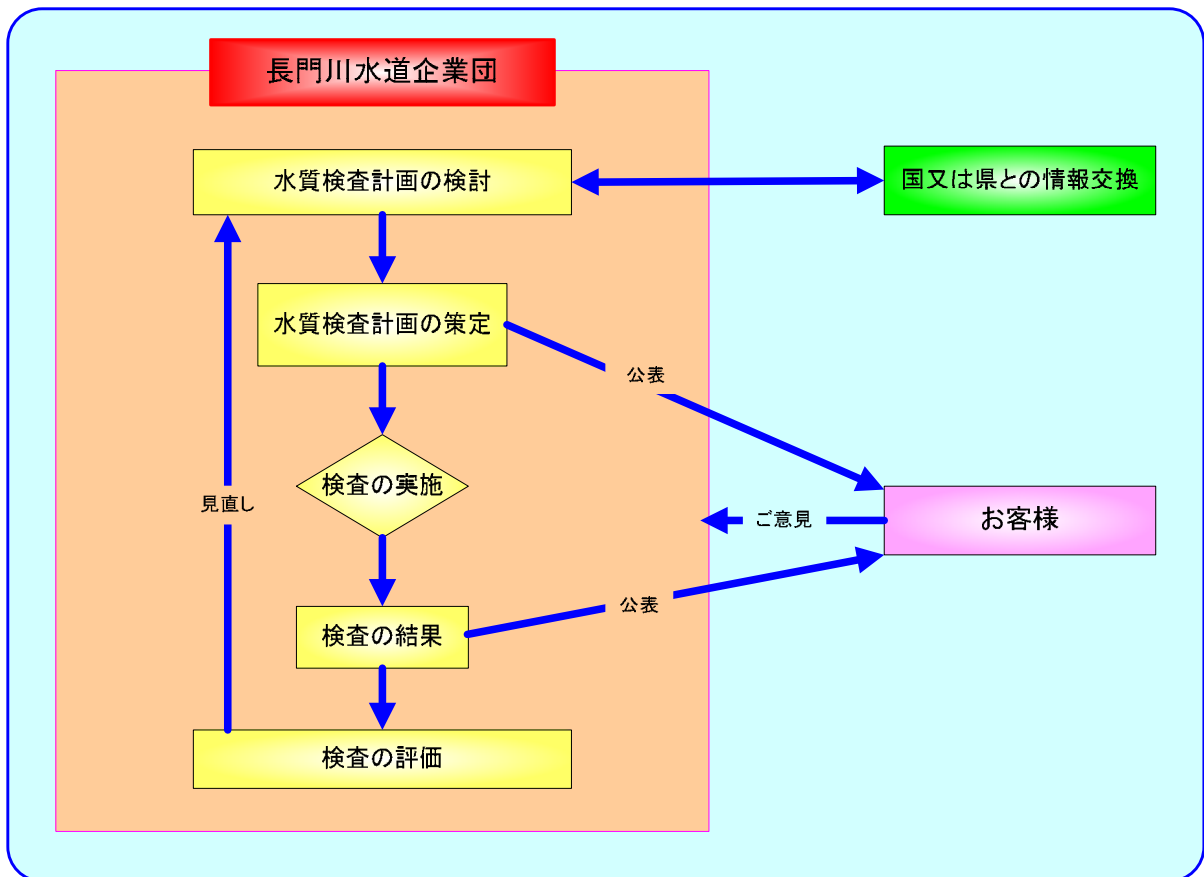 長門川水道企業団
水質検査計画の検討
国又は県との情報交換
水質検査計画の策定
公表
検査の実施
見直し
ご意見
お客様
公表
検査の結果
検査の評価